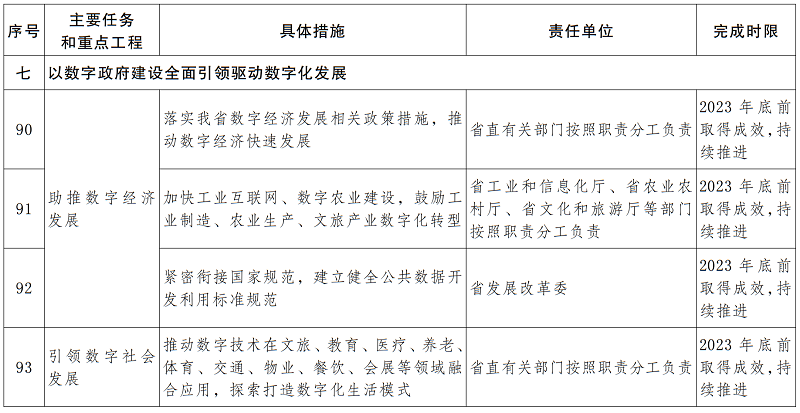 序号
主要任务
和重点工程
具体措施
责任单位
完成时限
七
以数字政府建设全面引领驱动数字化发展
90
助推数字经济
发展
落实我省数字经济发展相关政策措施，推
动数字经济快速发展
省直有关部门按照职责分工负责
2023 年底前
取得成效，持
续推进
91
加快工业互联网、数字农业建设，鼓励工
业制造、农业生产、文旅产业数字化转型
省工业和信息化厅、省农业农
村厅、省文化和旅游厅等部门
按照职责分工负责
2023 年底前
取得成效，持
续推进
92
紧密衔接国家规范，建立健全公共数据开
发利用标准规范
省发展改革委
2023 年底前
取得成效，持
续推进
93
引领数字社会
发展
推动数字技术在文旅、教育、医疗、养老、
体育、交通、物业、餐饮、会展等领域融
合应用，探索打造数字化生活模式
省直有关部门按照职责分工负责
2023 年底前
取得成效，持
续推进